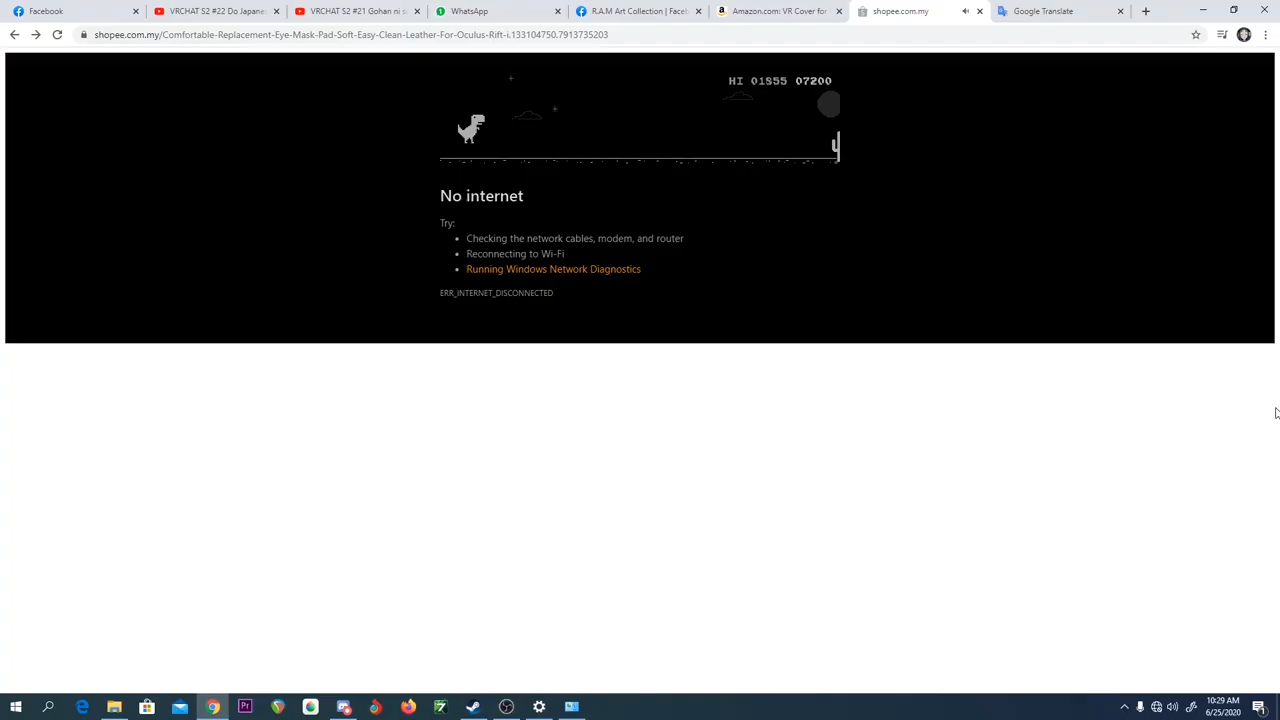 Facebook
VRCHAT S2 #22 Do Japanes
VRCHAT S2 #21 Gohan ni s
WhatsApp
R.A.M Art Collection | Faceb
Amazon.com: VR Cover for
shopee.com.my
Google Translate
shopee.com.my/Comfortable-Replacement-Eye-Mask-Pad-Soft-Easy-Clean-Leather-For-Oculus-Rift-i.133104750.7913735203
HI 01855 07200
No internet
Try:
• Checking the network cables, modem, and router
• Reconnecting to Wi-Fi
• Running Windows Network Diagnostics
ERR_INTERNET_DISCONNECTED
Pr
10:29 AM
6/25/2020